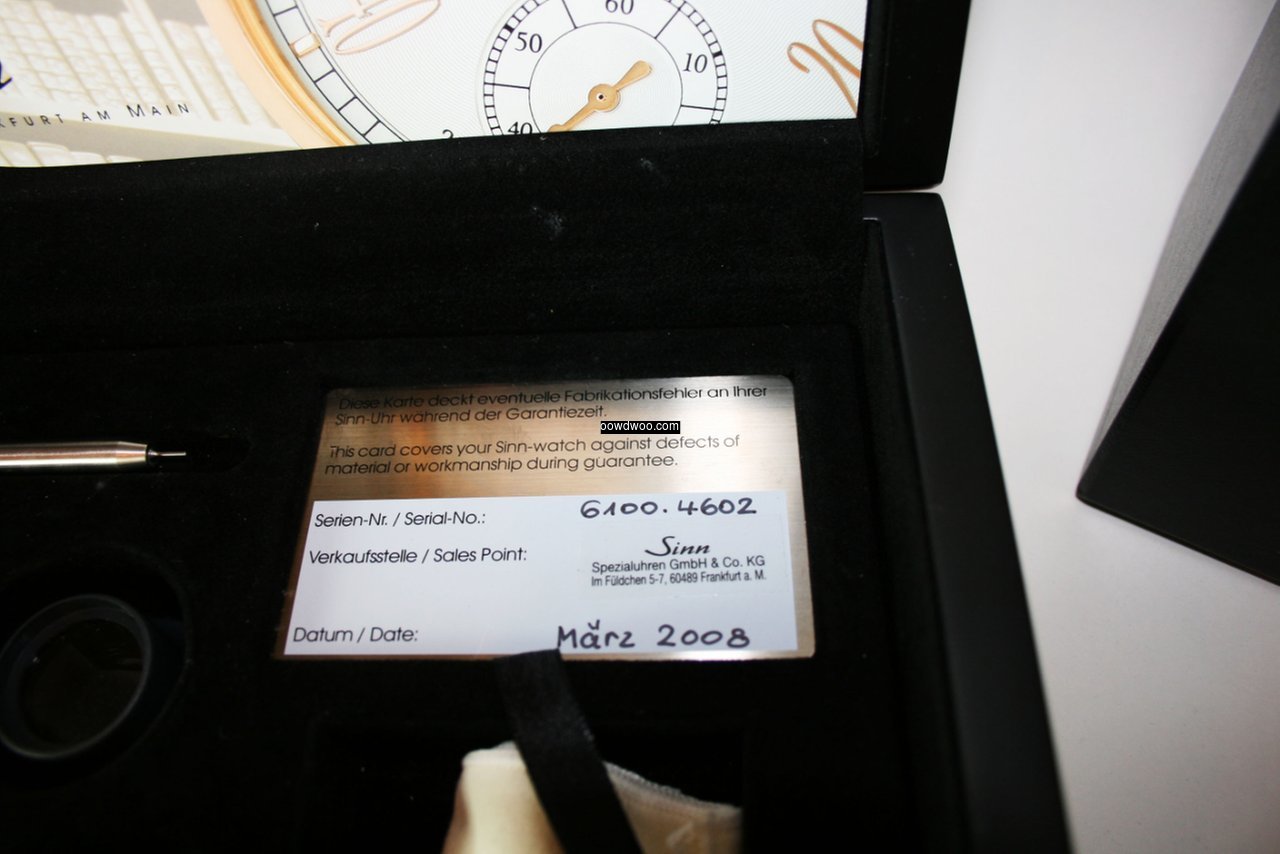 60
50
10
40
2
FURT AM MAIN
Diese Karte deckt eventuelle Fabrikationsfehler an Ihrer
Sinn-Uhr während der Garantiezeit.
oowdwoo.com
This card covers your Sinn-watch against defects of
material or workmanship during guarantee.
Serien-Nr. / Serial-No.: 6100.4602
Verkaufsstelle / Sales Point: Sinn
Spezialuhren GmbH & Co. KG
Im Füldchen 5-7, 60489 Frankfurt a. M.
Datum / Date: März 2008